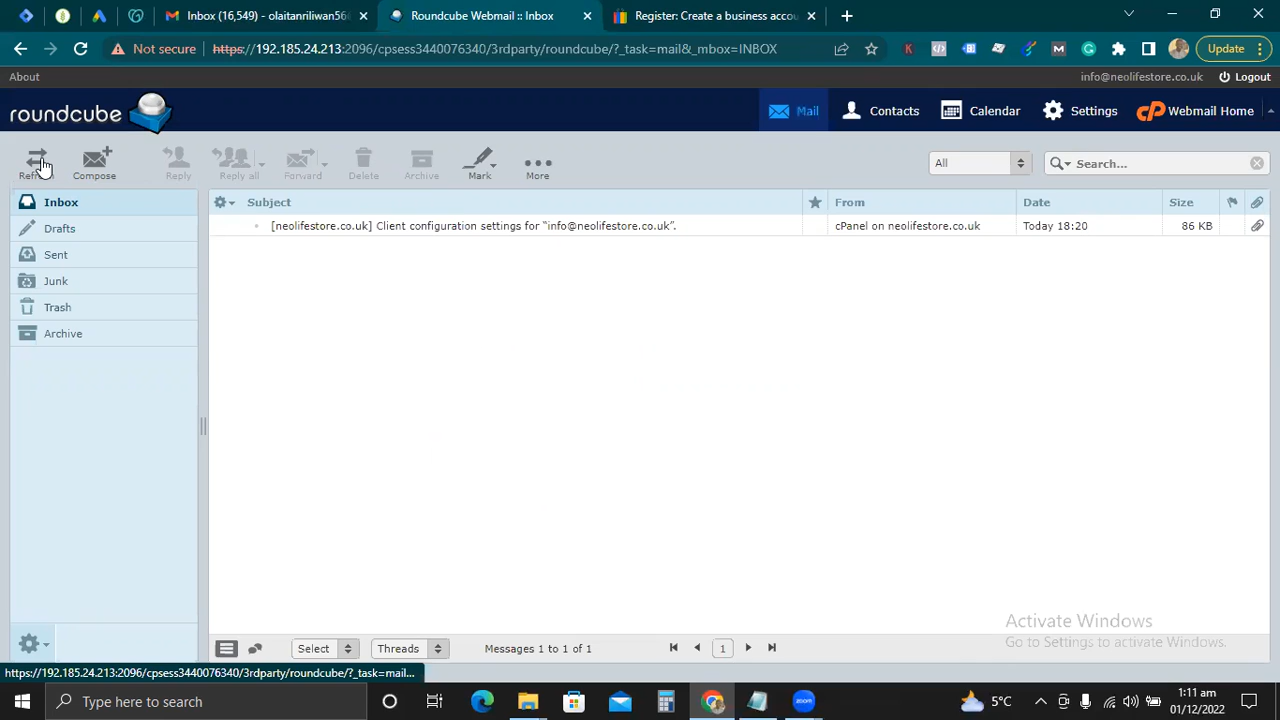 Inbox (16,549) - olaitanriliwan56
Roundcube Webmail :: Inbox
Register: Create a business accou
Not secure
https://192.185.24.213:2096/cpsess3440076340/3rdparty/roundcube/?_task=mail&_mbox=INBOX
Update
About
info@neolifestore.co.uk
Logout
roundcube
Mail
Contacts
Calendar
Settings
cP Webmail Home
Compose
Reply
Reply all
Forward
Delete
Archive
Mark
More
All
Search...
Inbox
Drafts
Sent
Junk
Trash
Archive
Subject
From
Date
Size
[neolifestore.co.uk] Client configuration settings for “info@neolifestore.co.uk”.
cPanel on neolifestore.co.uk
Today 18:20
86 KB
Activate Windows
Go to Settings to activate Windows.
Select
Threads
Messages 1 to 1 of 1
1
https://192.185.24.213:2096/cpsess3440076340/3rdparty/roundcube/?_task=mail...
Type here to search
5°C
1:11 am
01/12/2022